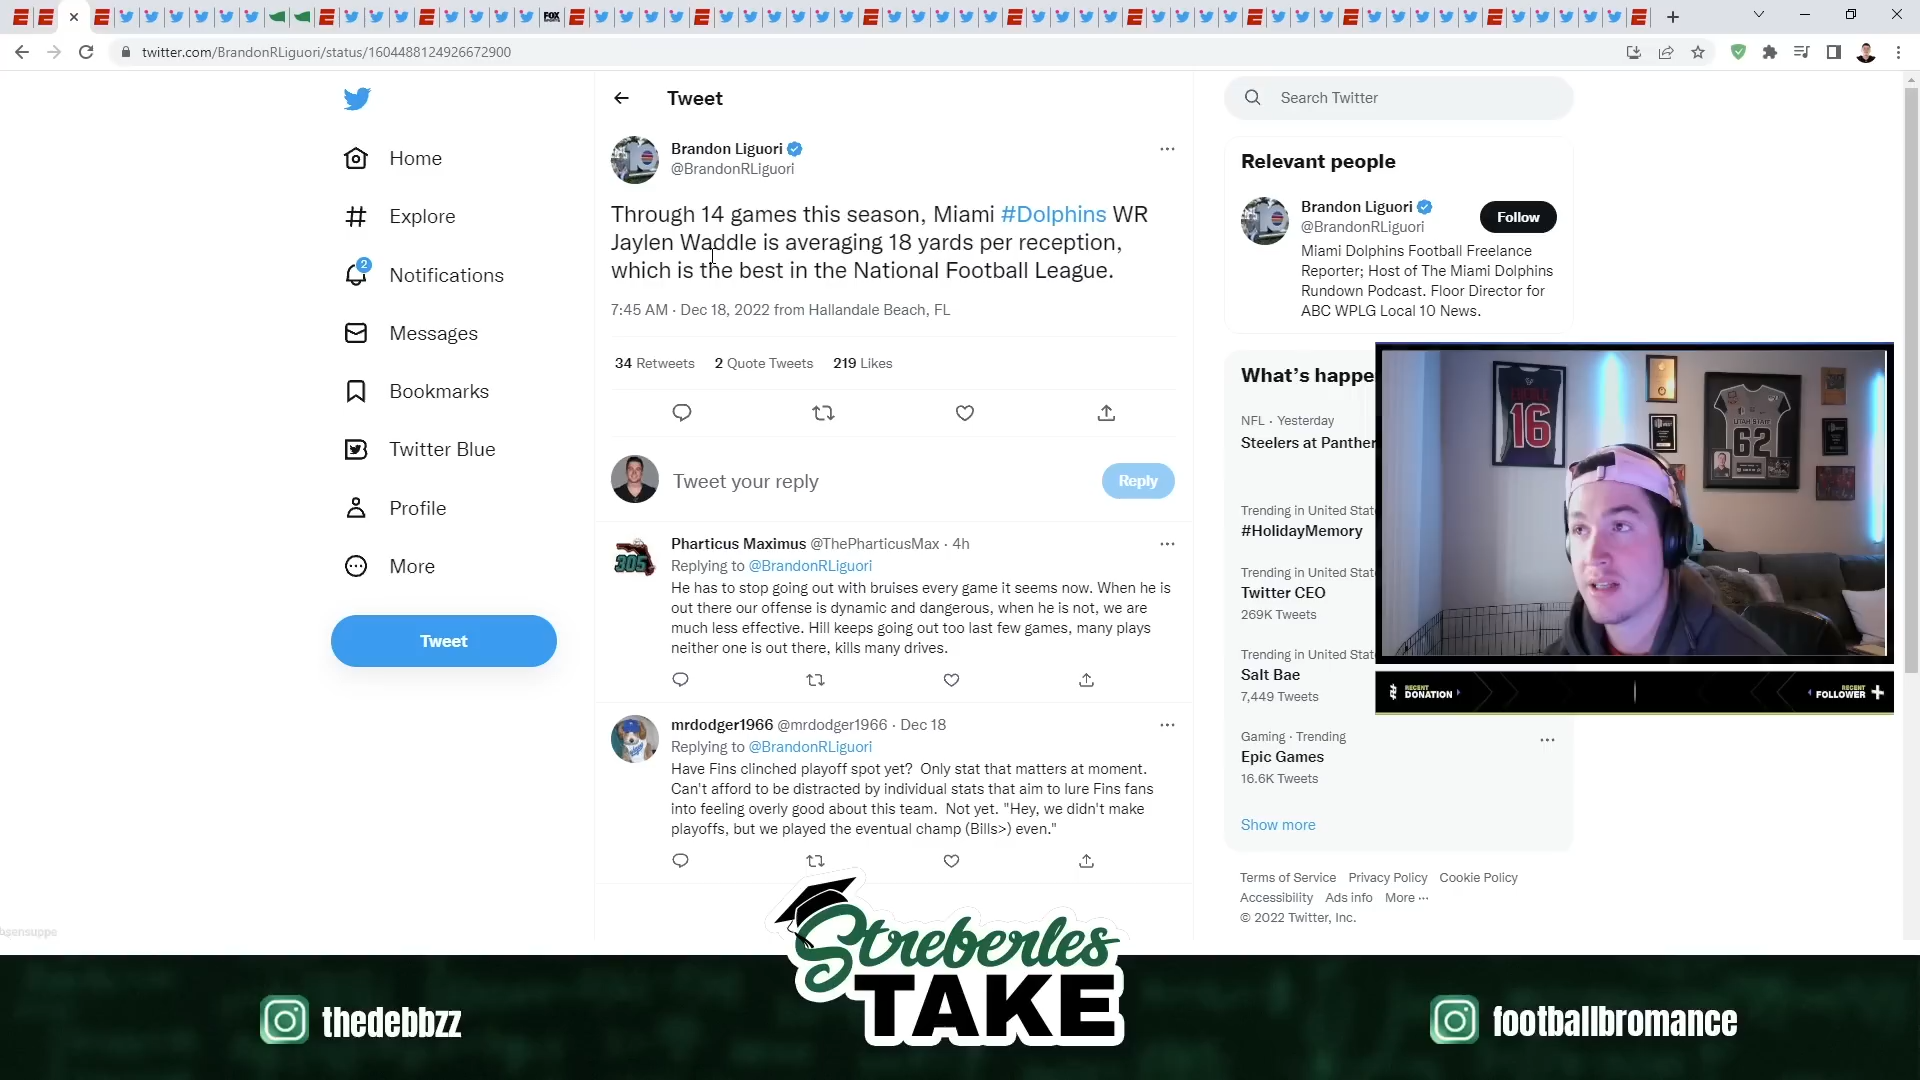 twitter.com/BrandonRLiguori/status/1604488124926672900
Home
Explore
2
Notifications
Messages
Bookmarks
Twitter Blue
Profile
More
Tweet
Tweet
Brandon Liguori
@BrandonRLiguori
Through 14 games this season, Miami #Dolphins WR
Jaylen Waddle is averaging 18 yards per reception,
which is the best in the National Football League.
7:45 AM · Dec 18, 2022 from Hallandale Beach, FL
34 Retweets 2 Quote Tweets 219 Likes
Tweet your reply
Reply
Pharticus Maximus @ThePharticusMax · 4h
Replying to @BrandonRLiguori
He has to stop going out with bruises every game it seems now. When he is
out there our offense is dynamic and dangerous, when he is not, we are
much less effective. Hill keeps going out too last few games, many plays
neither one is out there, kills many drives.
305
mrdodger1966 @mrdodger1966 · Dec 18
Replying to @BrandonRLiguori
Have Fins clinched playoff spot yet? Only stat that matters at moment.
Can't afford to be distracted by individual stats that aim to lure Fins fans
into feeling overly good about this team. Not yet. "Hey, we didn't make
playoffs, but we played the eventual champ (Bills>) even."
Search Twitter
Relevant people
Brandon Liguori
@BrandonRLiguori
Follow
Miami Dolphins Football Freelance
Reporter; Host of The Miami Dolphins
Rundown Podcast. Floor Director for
ABC WPLG Local 10 News.
What's happe
NFL · Yesterday
Steelers at Panther
Trending in United Stat
#HolidayMemory
Trending in United Stat
Twitter CEO
269K Tweets
Trending in United Stat
Salt Bae
7,449 Tweets
Gaming · Trending
Epic Games
16.6K Tweets
Show more
16
UTAH STATE
62
RECENT
DONATION
RECENT
FOLLOWER
Terms of Service Privacy Policy Cookie Policy
Accessibility Ads info More ···
© 2022 Twitter, Inc.
Streberles
TAKE
thedebbzz
footballbromance